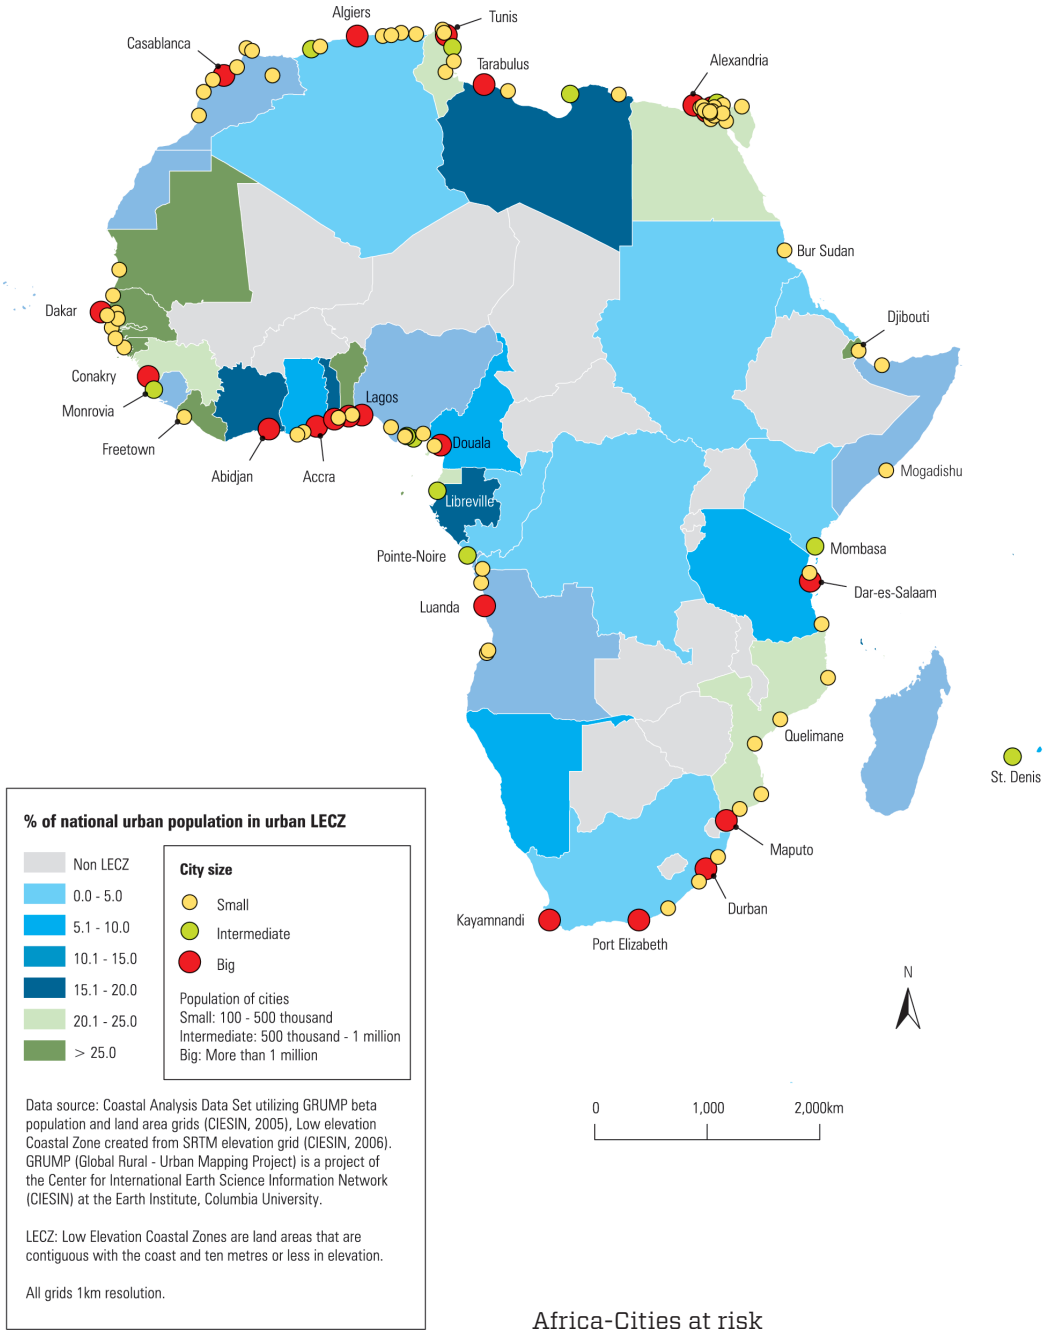 Algiers
Tunis
Casablanca
Tarabulus
Alexandria
Bur Sudan
Dakar
Djibouti
Conakry
Monrovia
Lagos
Freetown
Douala
Abidjan
Accra
Mogadishu
Libreville
Pointe-Noire
Mombasa
Dar-es-Salaam
Luanda
Quelimane
St. Denis
Maputo
Durban
Kayamnandi
Port Elizabeth
% of national urban population in urban LECZ
Non LECZ
0.0 - 5.0
5.1 - 10.0
10.1 - 15.0
15.1 - 20.0
20.1 - 25.0
> 25.0
City size
Small
Intermediate
Big
Population of cities
Small: 100 - 500 thousand
Intermediate: 500 thousand - 1 million
Big: More than 1 million
Data source: Coastal Analysis Data Set utilizing GRUMP beta
population and land area grids (CIESIN, 2005), Low elevation
Coastal Zone created from SRTM elevation grid (CIESIN, 2006).
GRUMP (Global Rural - Urban Mapping Project) is a project of
the Center for International Earth Science Information Network
(CIESIN) at the Earth Institute, Columbia University.
LECZ: Low Elevation Coastal Zones are land areas that are
contiguous with the coast and ten metres or less in elevation.
All grids 1km resolution.
N
0 1,000 2,000km
Africa-Cities at risk